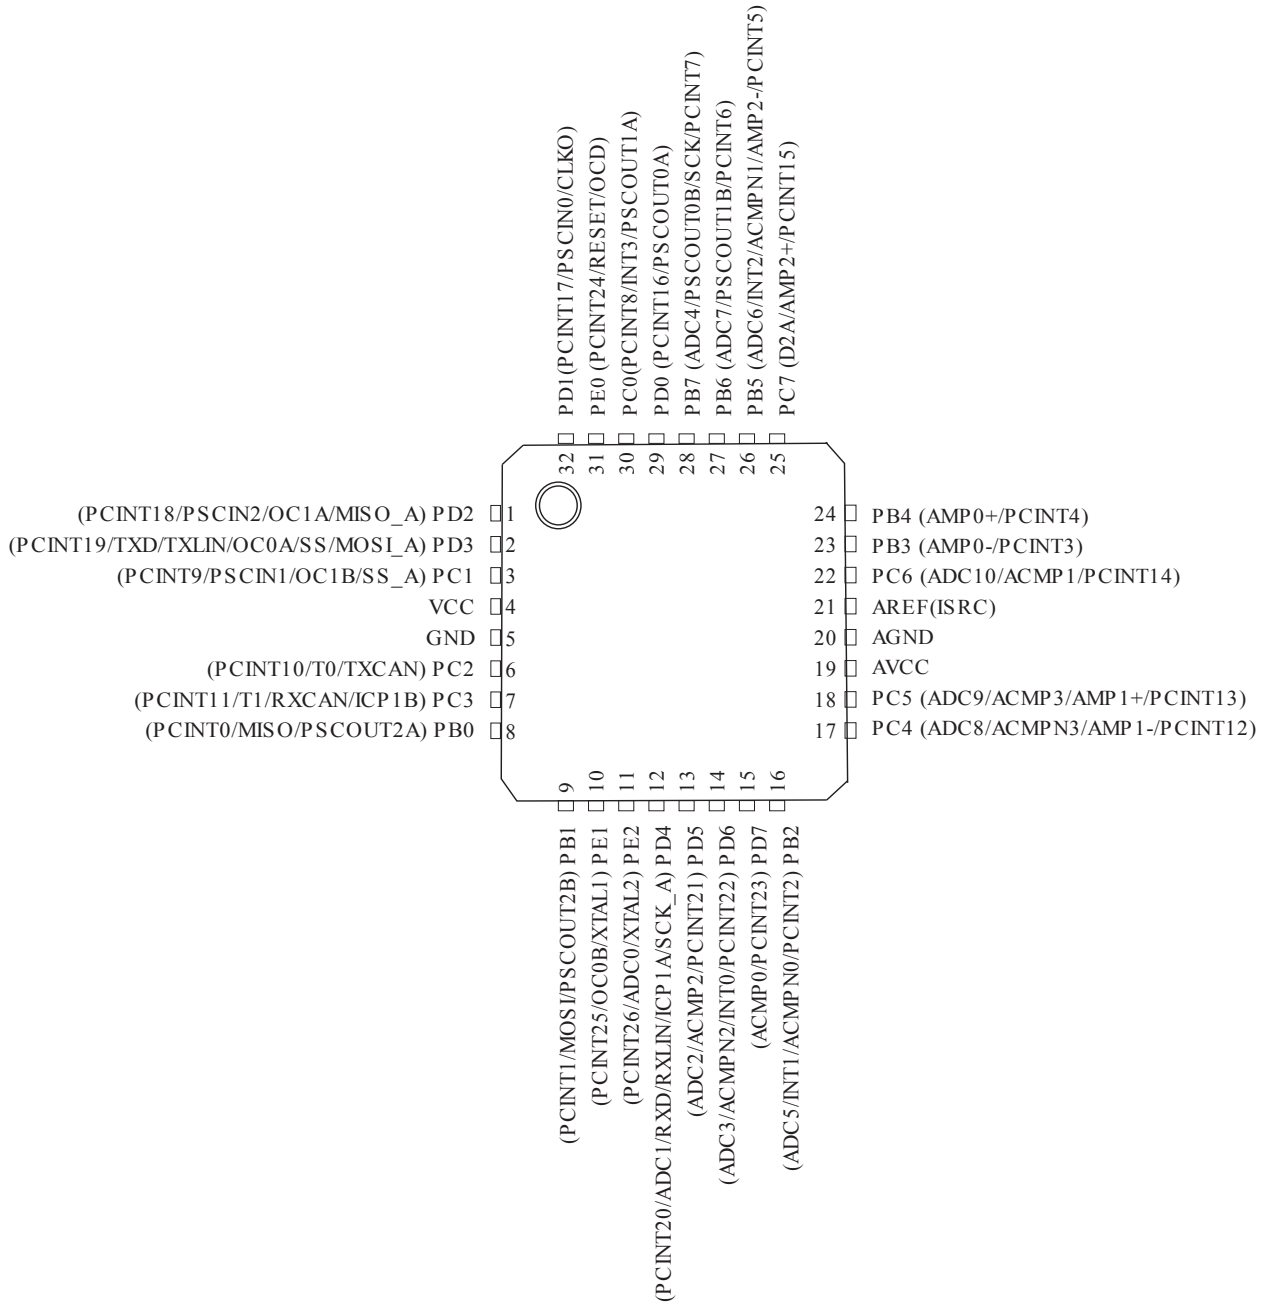 PD1(PCINT17/PSCIN0/CLKO)
PE0 (PCINT24/RESET/OCD)
PC0(PCINT8/INT3/PSCOUT1A)
PD0 (PCINT16/PSCOUT0A)
PB7 (ADC4/PSCOUT0B/SCK/PCINT7)
PB6 (ADC7/PSCOUT1B/PCINT6)
PB5 (ADC6/INT2/ACMPN1/AMP2-/PCINT5)
PC7 (D2A/AMP2+/PCINT15)
32
31
30
29
28
27
26
25
(PCINT18/PSCIN2/OC1A/MISO_A) PD2 1
(PCINT19/TXD/TXLIN/OC0A/SS/MOSI_A) PD3 2
(PCINT9/PSCIN1/OC1B/SS_A) PC1 3
VCC 4
GND 5
(PCINT10/T0/TXCAN) PC2 6
(PCINT11/T1/RXCAN/ICP1B) PC3 7
(PCINT0/MISO/PSCOUT2A) PB0 8
24 PB4 (AMP0+/PCINT4)
23 PB3 (AMP0-/PCINT3)
22 PC6 (ADC10/ACMP1/PCINT14)
21 AREF(ISRC)
20 AGND
19 AVCC
18 PC5 (ADC9/ACMP3/AMP1+/PCINT13)
17 PC4 (ADC8/ACMPN3/AMP1-/PCINT12)
9
10
11
12
13
14
15
16
(PCINT1/MOSI/PSCOUT2B) PB1
(PCINT25/OC0B/XTAL1) PE1
(PCINT26/ADC0/XTAL2) PE2
(PCINT20/ADC1/RXD/RXLIN/ICP1A/SCK_A) PD4
(ADC2/ACMP2/PCINT21) PD5
(ADC3/ACMPN2/INT0/PCINT22) PD6
(ACMP0/PCINT23) PD7
(ADC5/INT1/ACMPN0/PCINT2) PB2